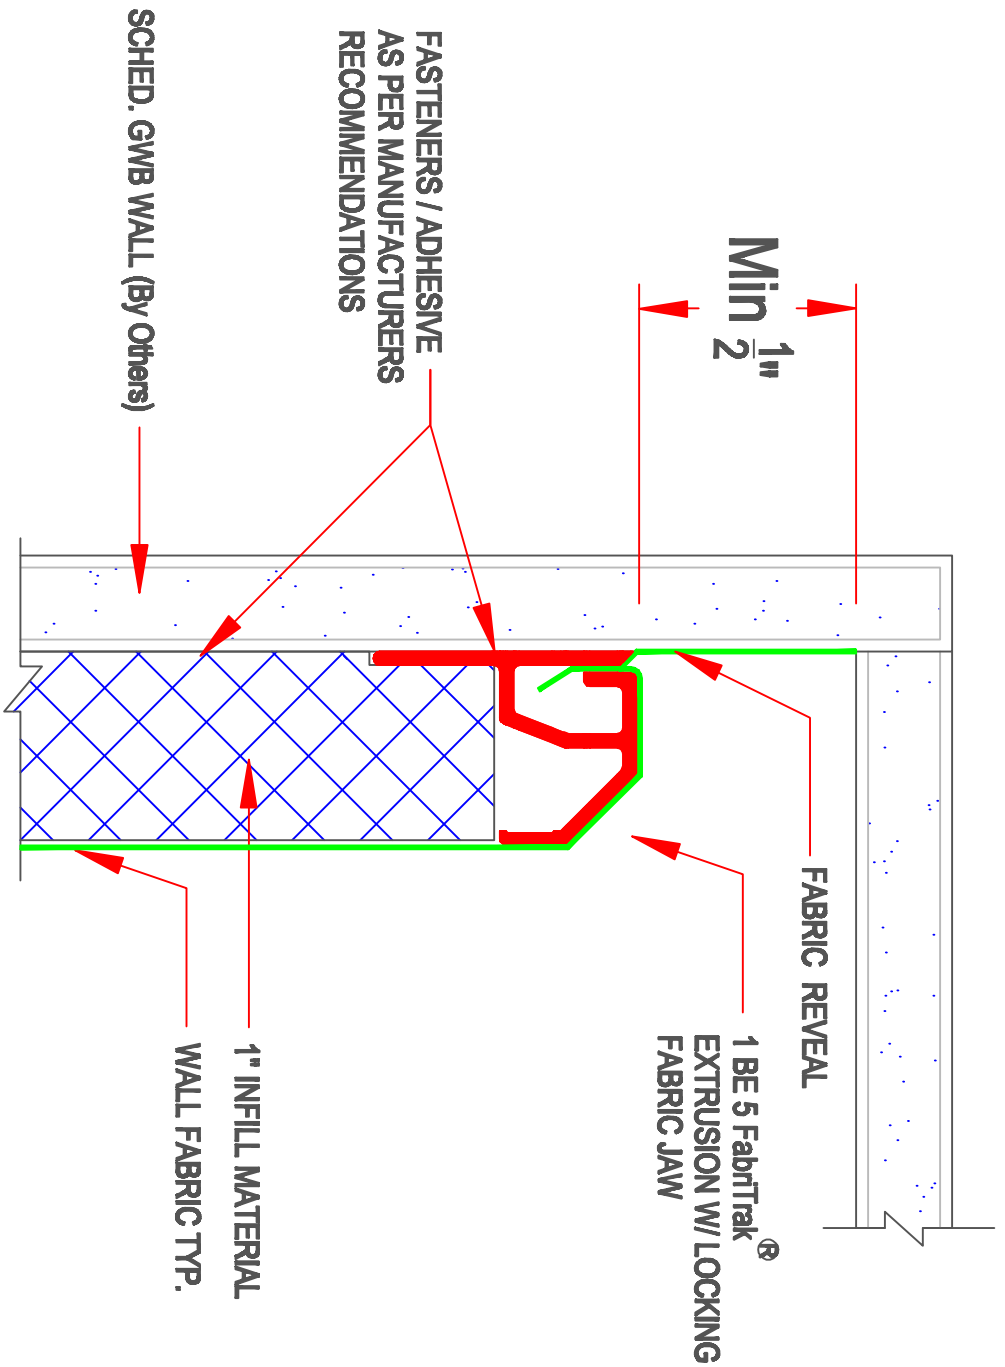 SCHED. GWB WALL (By Others)
FASTENERS / ADHESIVE
AS PER MANUFACTURERS
RECOMMENDATIONS
Min 1/2"
FABRIC REVEAL
1 BE 5 FabriTrak®
EXTRUSION W/ LOCKING
FABRIC JAW
1" INFILL MATERIAL
WALL FABRIC TYP.